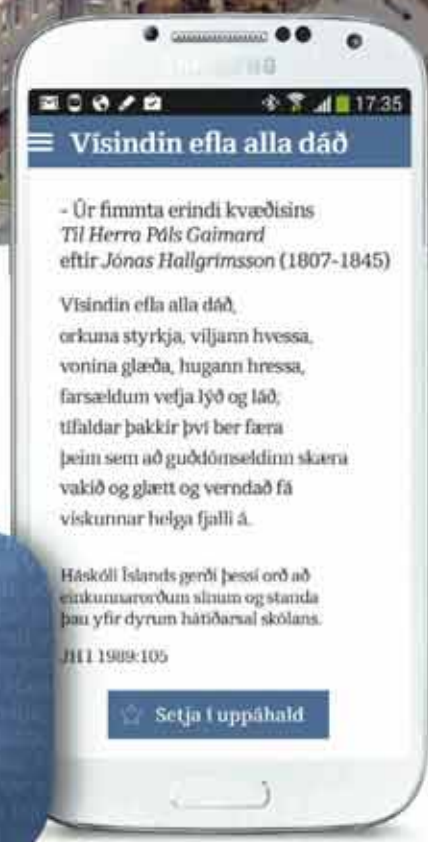 17:35
Vísindin efla alla dáð
- Úr fimmta erindi kvæðisins
Til Herra Páls Gaimard
eftir Jónas Hallgrímsson (1807-1845)
Vísindin efla alla dáð,
orkuna styrkja, viljann hvessa,
vonina glæða, hugann hressa,
farsældum vefja lýð og láð;
tífaldar þakkir því ber færa
þeim sem að guðdómseldinn skæra
vakið og glætt og verndað fá
viskunnar helga fjalli á.
Háskóli Íslands gerði þessi orð að
einkunnarorðum sínum og standa
þau yfir dyrum hátíðarsal skólans.
JH I 1989:105
Setja í uppáhald